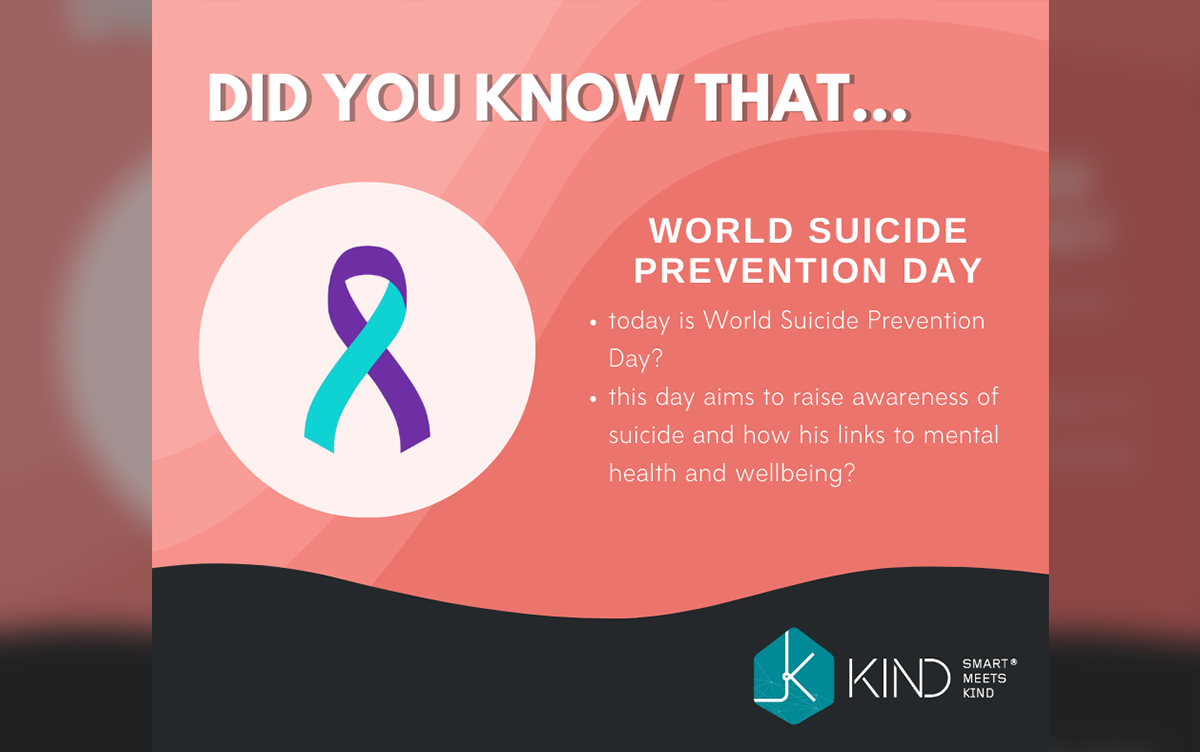 DID YOU KNOW THAT...
WORLD SUICIDE
PREVENTION DAY
• today is World Suicide Prevention
Day?
• this day aims to raise awareness of
suicide and how his links to mental
health and wellbeing?
KIND
SMART®
MEETS
KIND